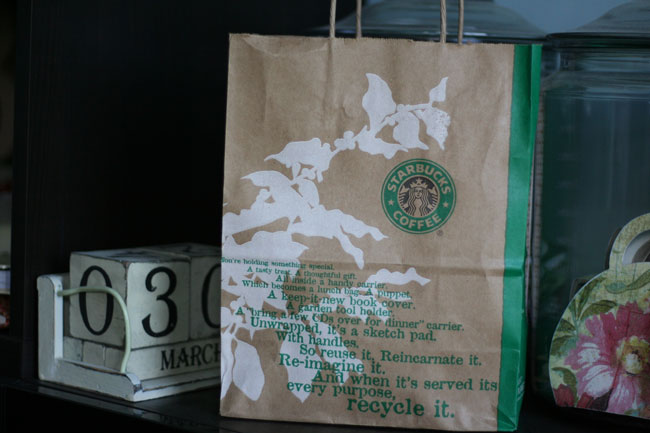 STARBUCKS
COFFEE
You're holding something special.
A tasty treat. A thoughtful gift.
All inside a handy carrier.
Which becomes a lunch bag. A puppet.
A keep-it-new book cover.
A garden tool holder.
A "bring a few CDs over for dinner" carrier.
Unwrapped, it's a sketch pad.
With handles.
So reuse it. Reincarnate it.
Re-imagine it.
And when it's served its
every purpose,
recycle it.
0 3 0
MARCH